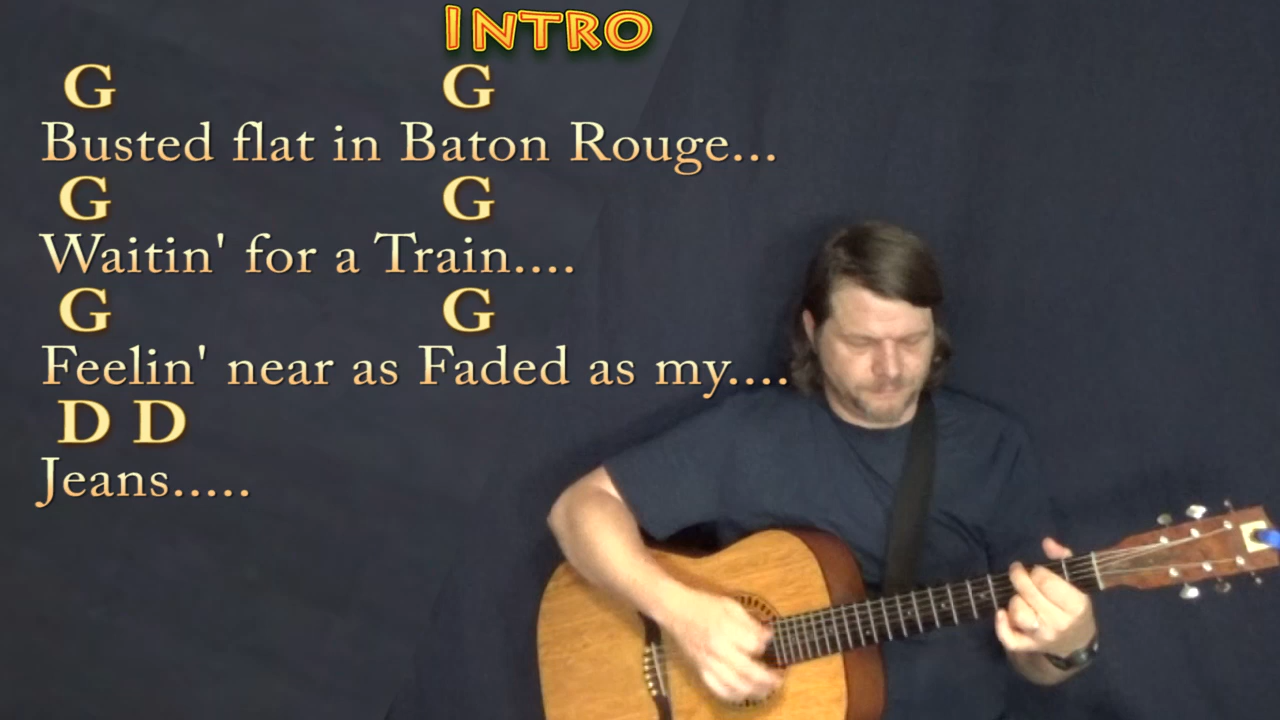 INTRO
G G
Busted flat in Baton Rouge...
G G
Waitin' for a Train....
G G
Feelin' near as Faded as my....
D D
Jeans.....